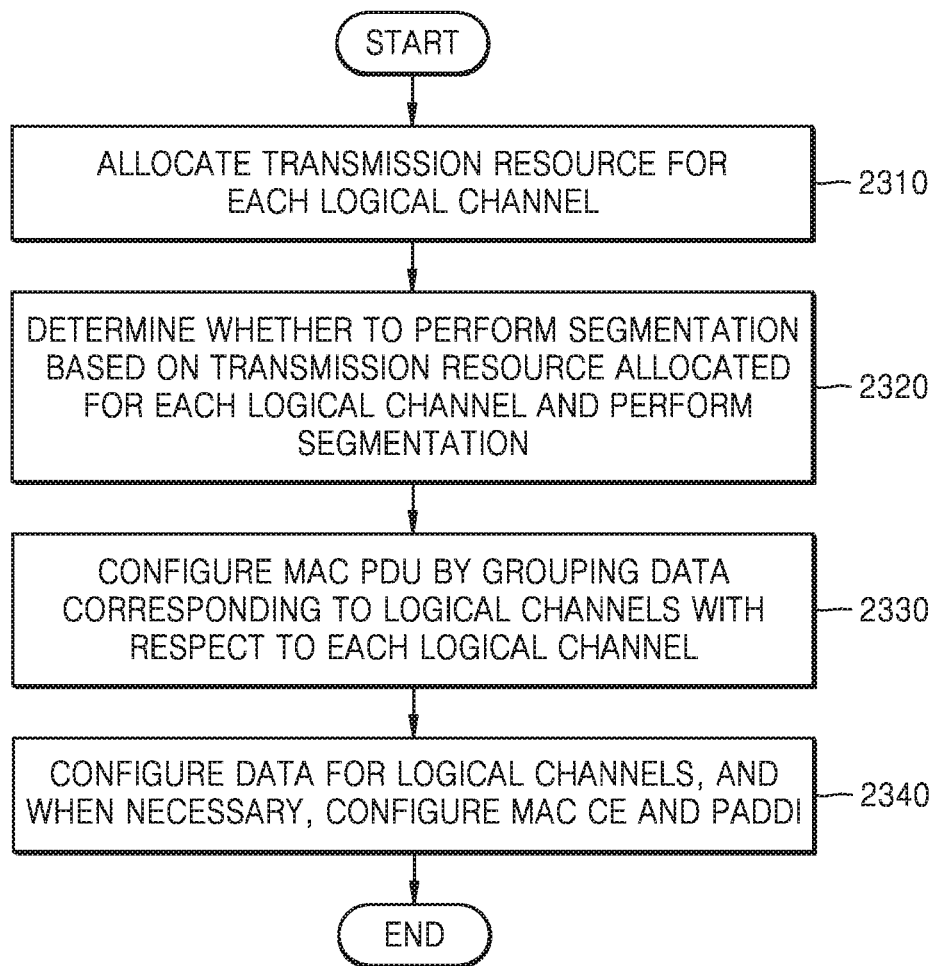 START
ALLOCATE TRANSMISSION RESOURCE FOR
EACH LOGICAL CHANNEL
2310
DETERMINE WHETHER TO PERFORM SEGMENTATION
BASED ON TRANSMISSION RESOURCE ALLOCATED
FOR EACH LOGICAL CHANNEL AND PERFORM
SEGMENTATION
2320
CONFIGURE MAC PDU BY GROUPING DATA
CORRESPONDING TO LOGICAL CHANNELS WITH
RESPECT TO EACH LOGICAL CHANNEL
2330
CONFIGURE DATA FOR LOGICAL CHANNELS, AND
WHEN NECESSARY, CONFIGURE MAC CE AND PADDI
2340
END